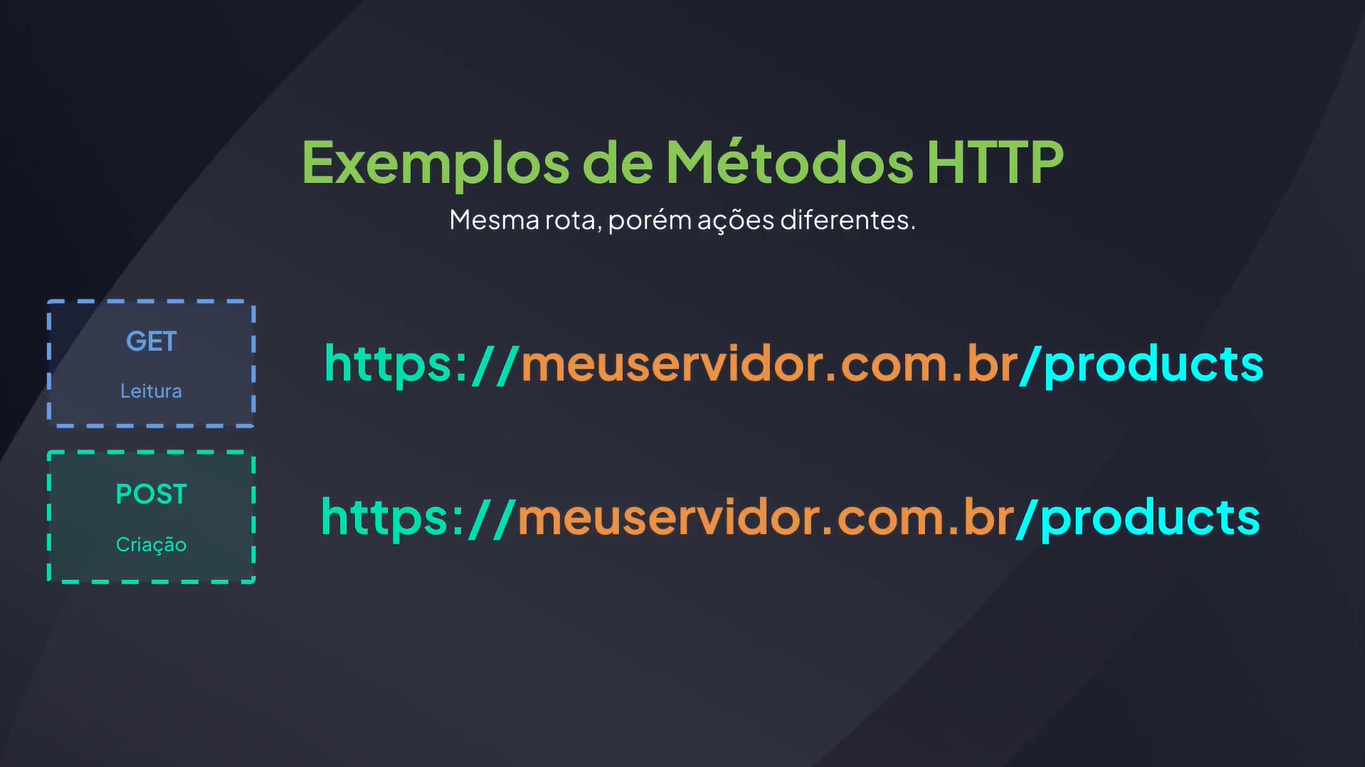 Exemplos de Métodos HTTP
Mesma rota, porém ações diferentes.
GET
Leitura
https://meuservidor.com.br/products
POST
Criação
https://meuservidor.com.br/products